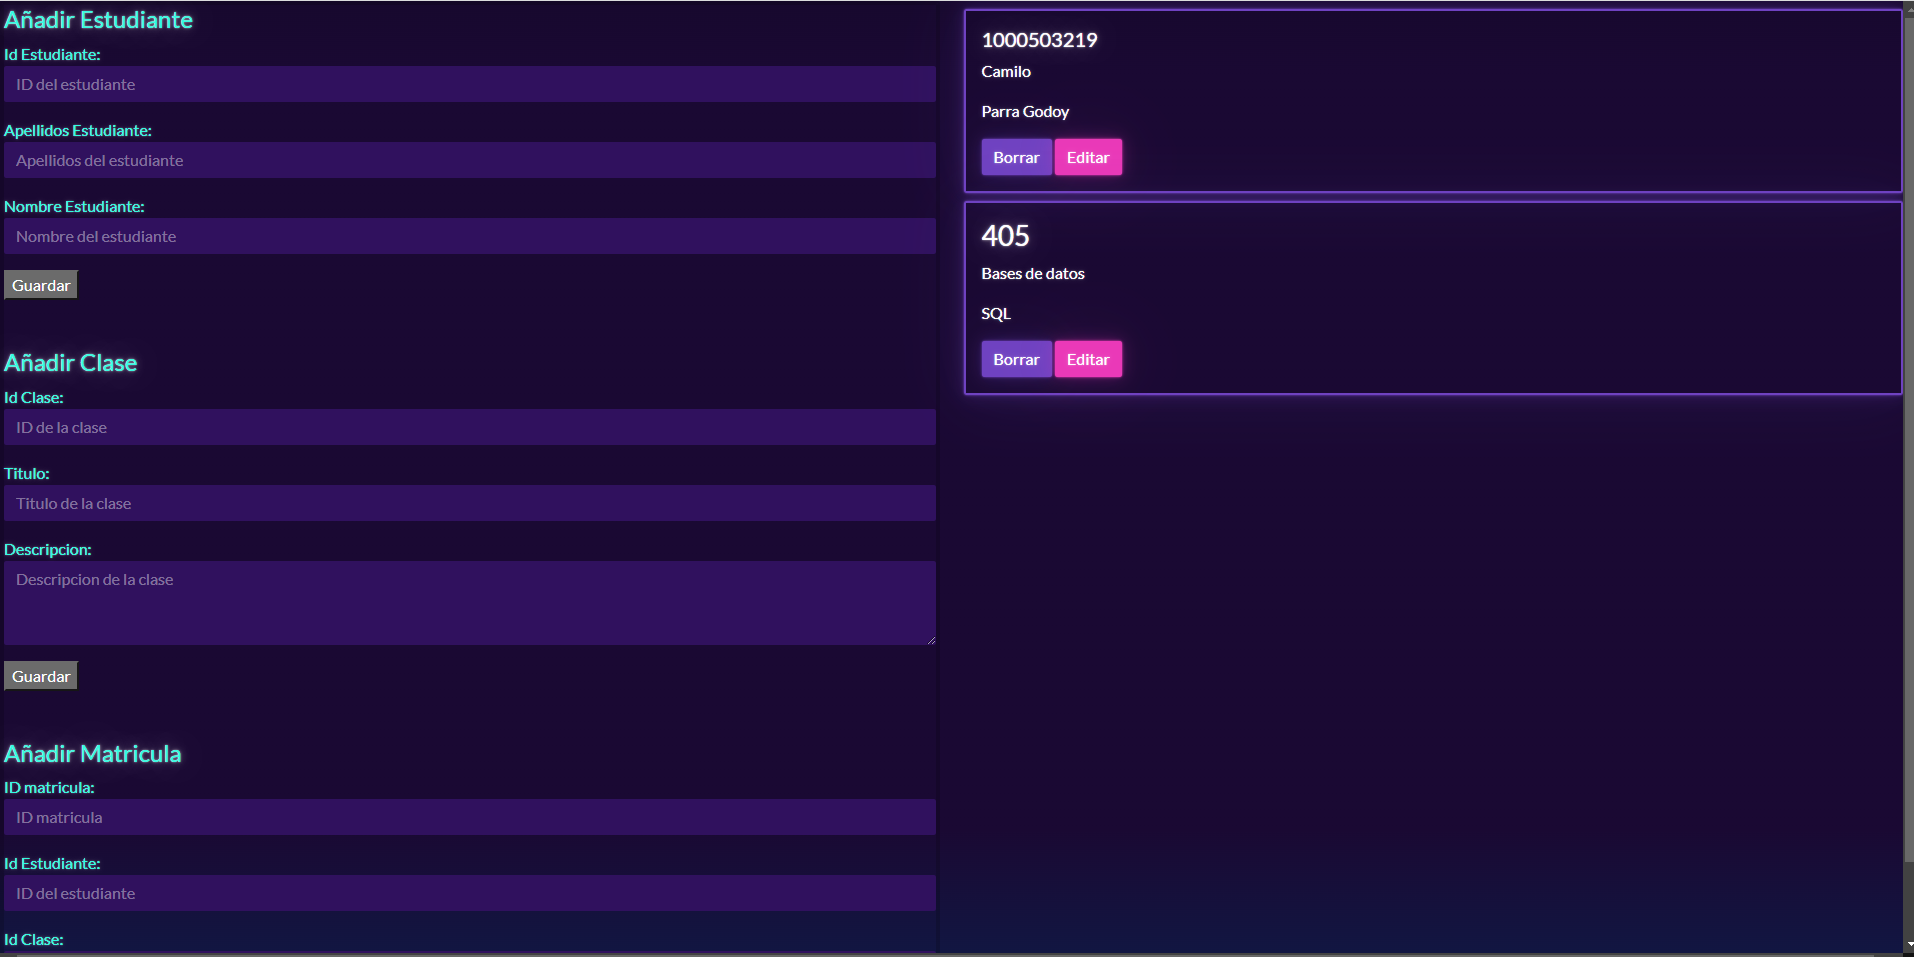 Añadir Estudiante
Id Estudiante:
ID del estudiante
Apellidos Estudiante:
Apellidos del estudiante
Nombre Estudiante:
Nombre del estudiante
Guardar
Añadir Clase
Id Clase:
ID de la clase
Titulo:
Titulo de la clase
Descripcion:
Descripcion de la clase
Guardar
Añadir Matricula
ID matricula:
ID matricula
Id Estudiante:
ID del estudiante
Id Clase:
1000503219
Camilo
Parra Godoy
Borrar Editar
405
Bases de datos
SQL
Borrar Editar